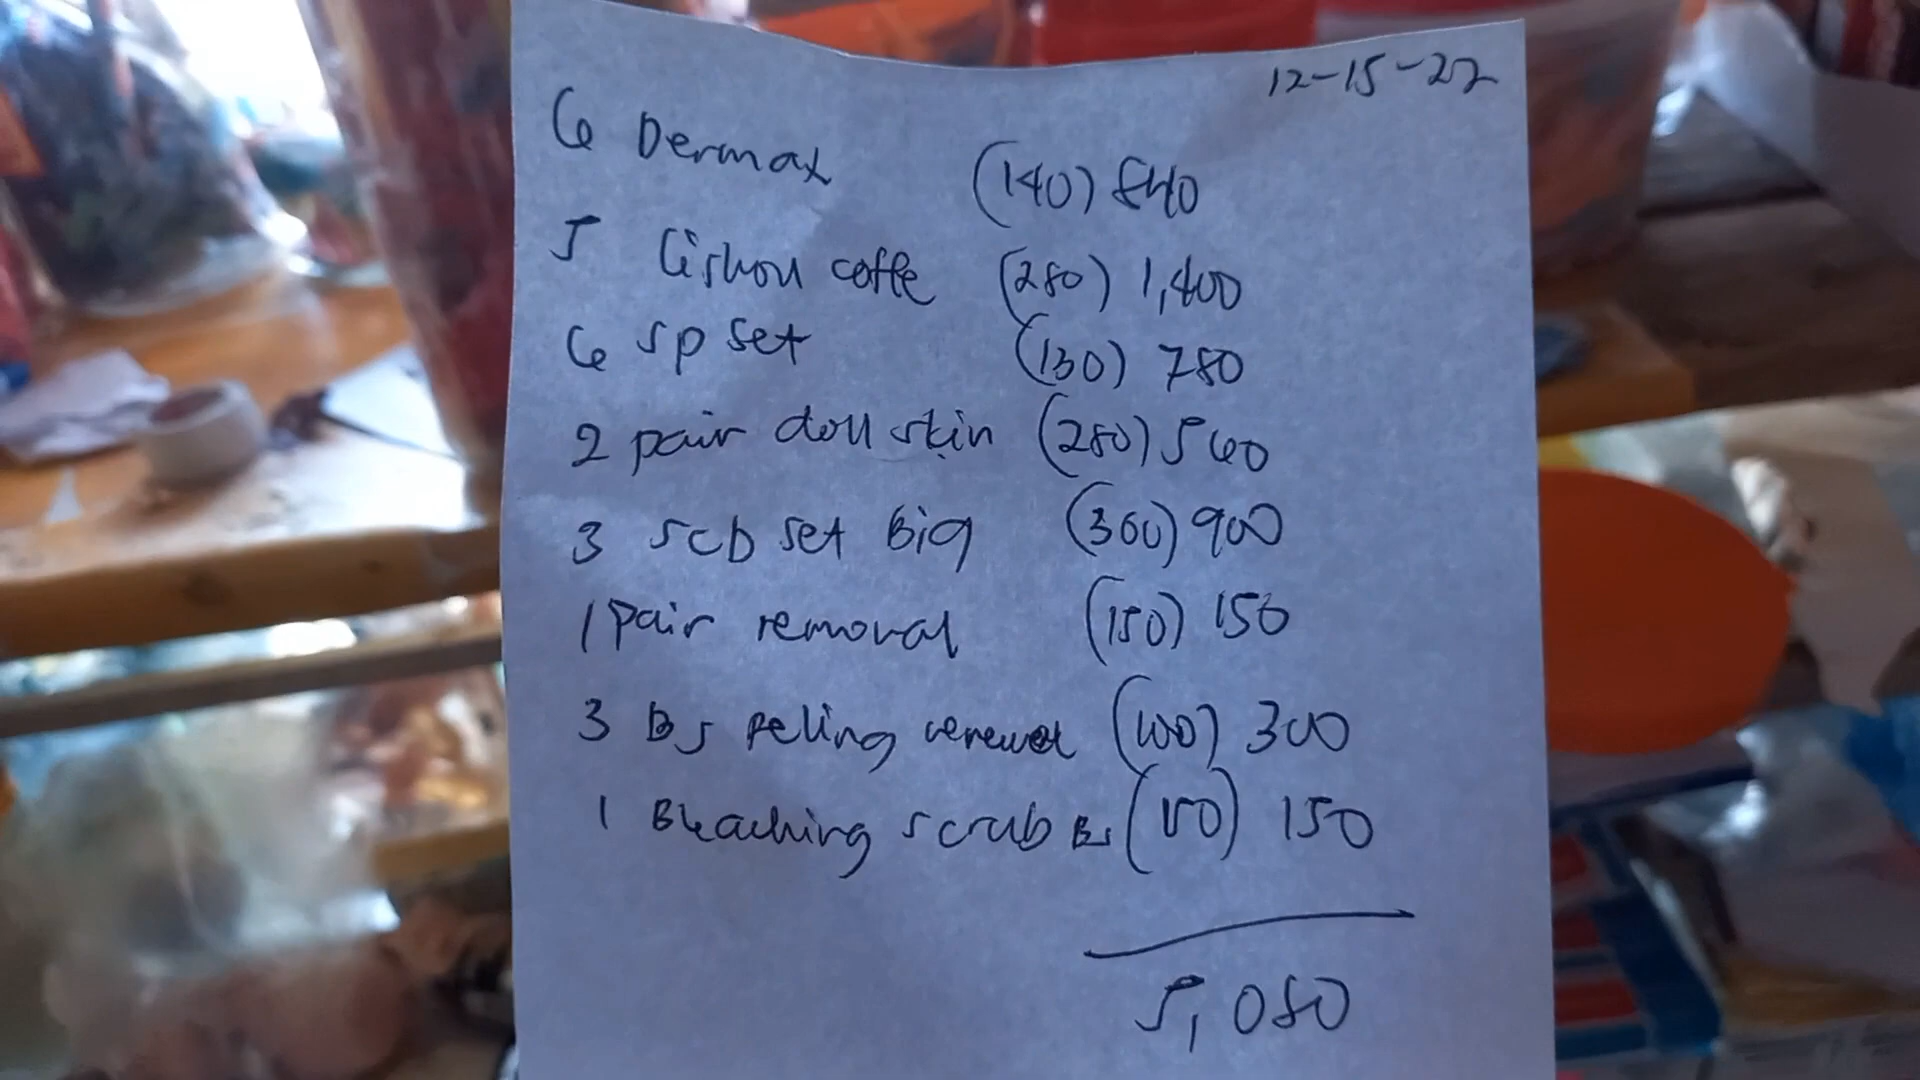 12-15-22
6 Dermax (140) 840
5 Lishou coffe (280) 1,400
6 sp set (130) 780
2 pair doll skin (280) 560
3 scb set Big (300) 900
1 pair removal (150) 150
3 Bs peling (100) 300
1 Bleaching scrub Bs (150) 150
5,080